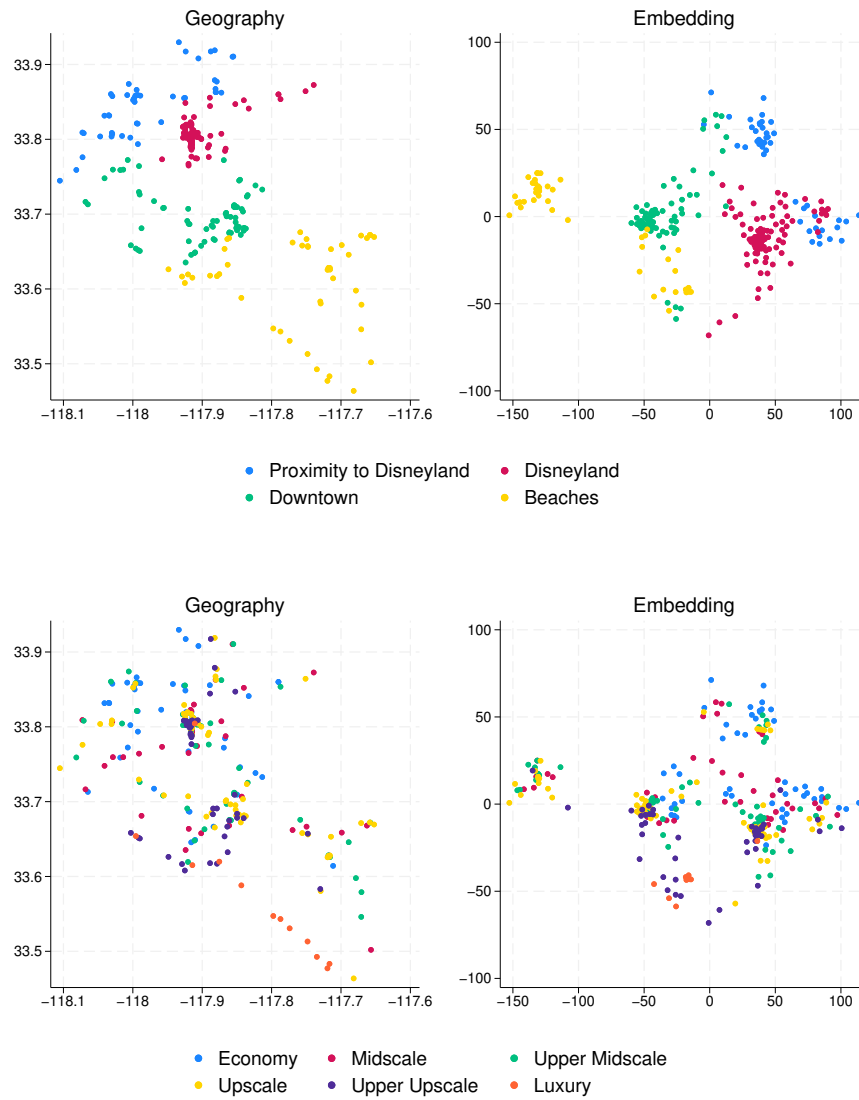 Geography
33.9
33.8
33.7
33.6
33.5
−118.1 −118 −117.9 −117.8 −117.7 −117.6
Embedding
100
50
0
−50
−100
−150 −100 −50 0 50 100
Proximity to Disneyland Disneyland
Downtown Beaches
Geography
33.9
33.8
33.7
33.6
33.5
−118.1 −118 −117.9 −117.8 −117.7 −117.6
Embedding
100
50
0
−50
−100
−150 −100 −50 0 50 100
Economy Midscale Upper Midscale
Upscale Upper Upscale Luxury